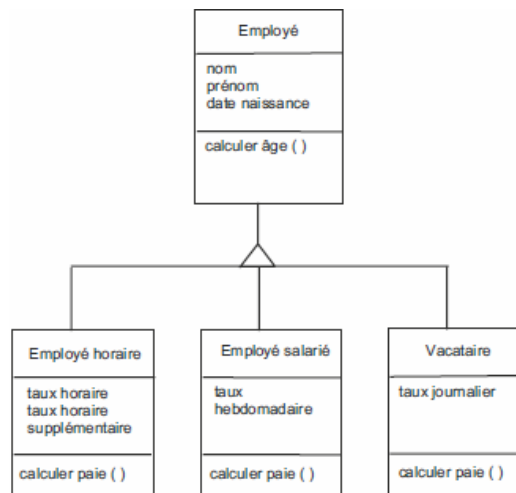 Employé
nom
prénom
date naissance
calculer âge ( )
Employé horaire
taux horaire
taux horaire
supplémentaire
calculer paie ( )
Employé salarié
taux
hebdomadaire
calculer paie ( )
Vacataire
taux journalier
calculer paie ( )